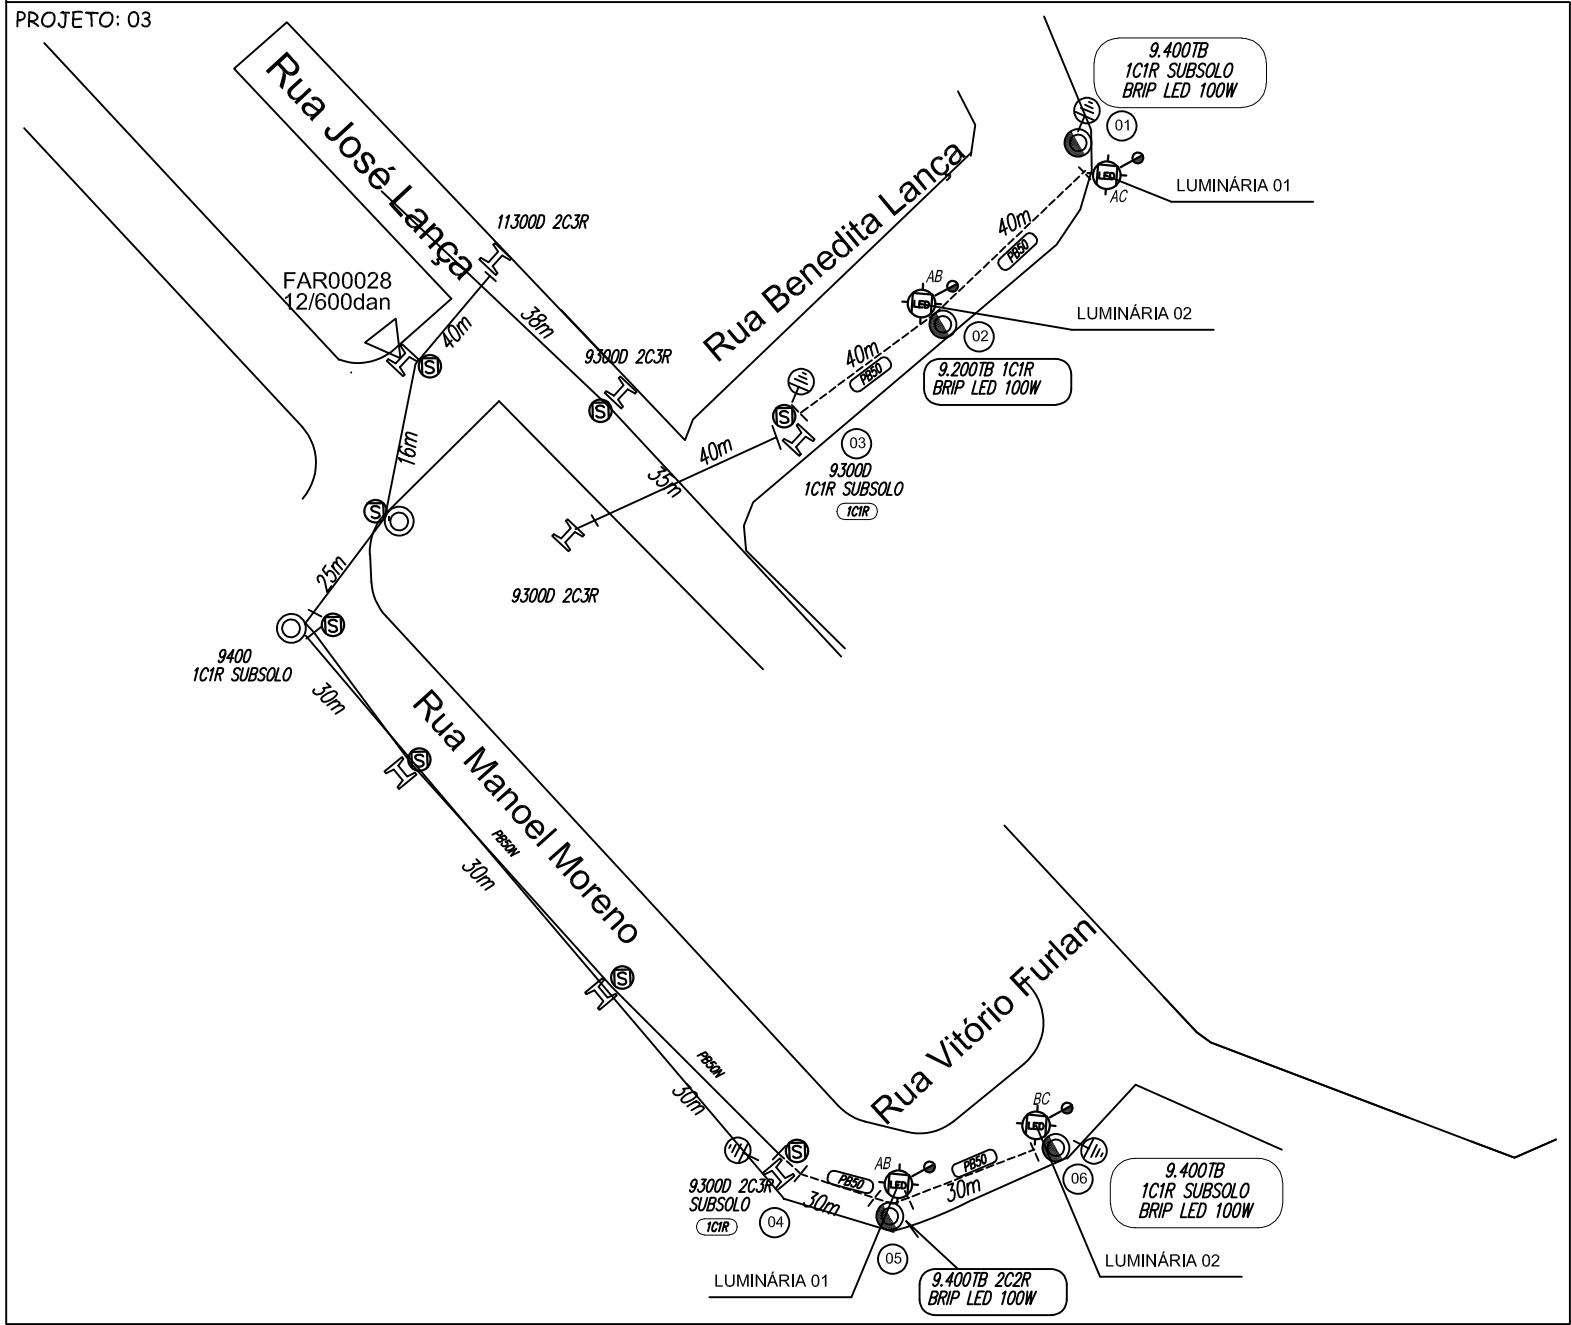 PROJETO: 03
9.400TB
1C1R SUBSOLO
BRIP LED 100W
01
Rua José Lança
LED
AC
LUMINÁRIA 01
11300D 2C3R
40m
PB50
Rua Benedita Lança
FAR00028
12/600dan
AB
LED
LUMINÁRIA 02
38m
40m
02
9300D 2C3R
40m
PB50
9.200TB 1C1R
BRIP LED 100W
S
S
S
03
16m
40m
35m
9300D
1C1R SUBSOLO
1C1R
S
25m
9300D 2C3R
S
9400
1C1R SUBSOLO
30m
Rua Manoel Moreno
S
PB50N
30m
S
Rua Vitório Furlan
PB50N
30m
BC
LED
S
AB
PB50
PB50
LED
9.400TB
1C1R SUBSOLO
BRIP LED 100W
06
9300D 2C3R
SUBSOLO
1C1R
04
30m
30m
05
LUMINÁRIA 01
LUMINÁRIA 02
9.400TB 2C2R
BRIP LED 100W